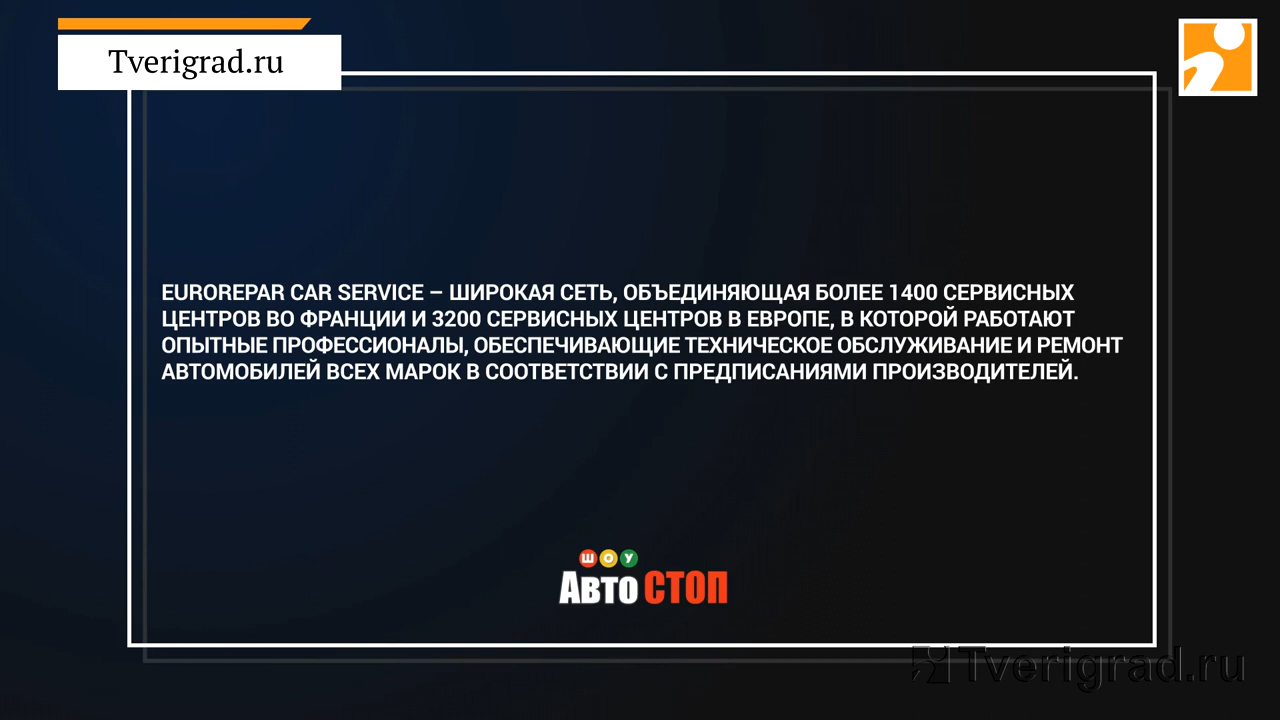 Tverigrad.ru
EUROREPAR CAR SERVICE – ШИРОКАЯ СЕТЬ, ОБЪЕДИНЯЮЩАЯ БОЛЕЕ 1400 СЕРВИСНЫХ
ЦЕНТРОВ ВО ФРАНЦИИ И 3200 СЕРВИСНЫХ ЦЕНТРОВ В ЕВРОПЕ, В КОТОРОЙ РАБОТАЮТ
ОПЫТНЫЕ ПРОФЕССИОНАЛЫ, ОБЕСПЕЧИВАЮЩИЕ ТЕХНИЧЕСКОЕ ОБСЛУЖИВАНИЕ И РЕМОНТ
АВТОМОБИЛЕЙ ВСЕХ МАРОК В СООТВЕТСТВИИ С ПРЕДПИСАНИЯМИ ПРОИЗВОДИТЕЛЕЙ.
ШОУ
АВТО СТОП
Tverigrad.ru